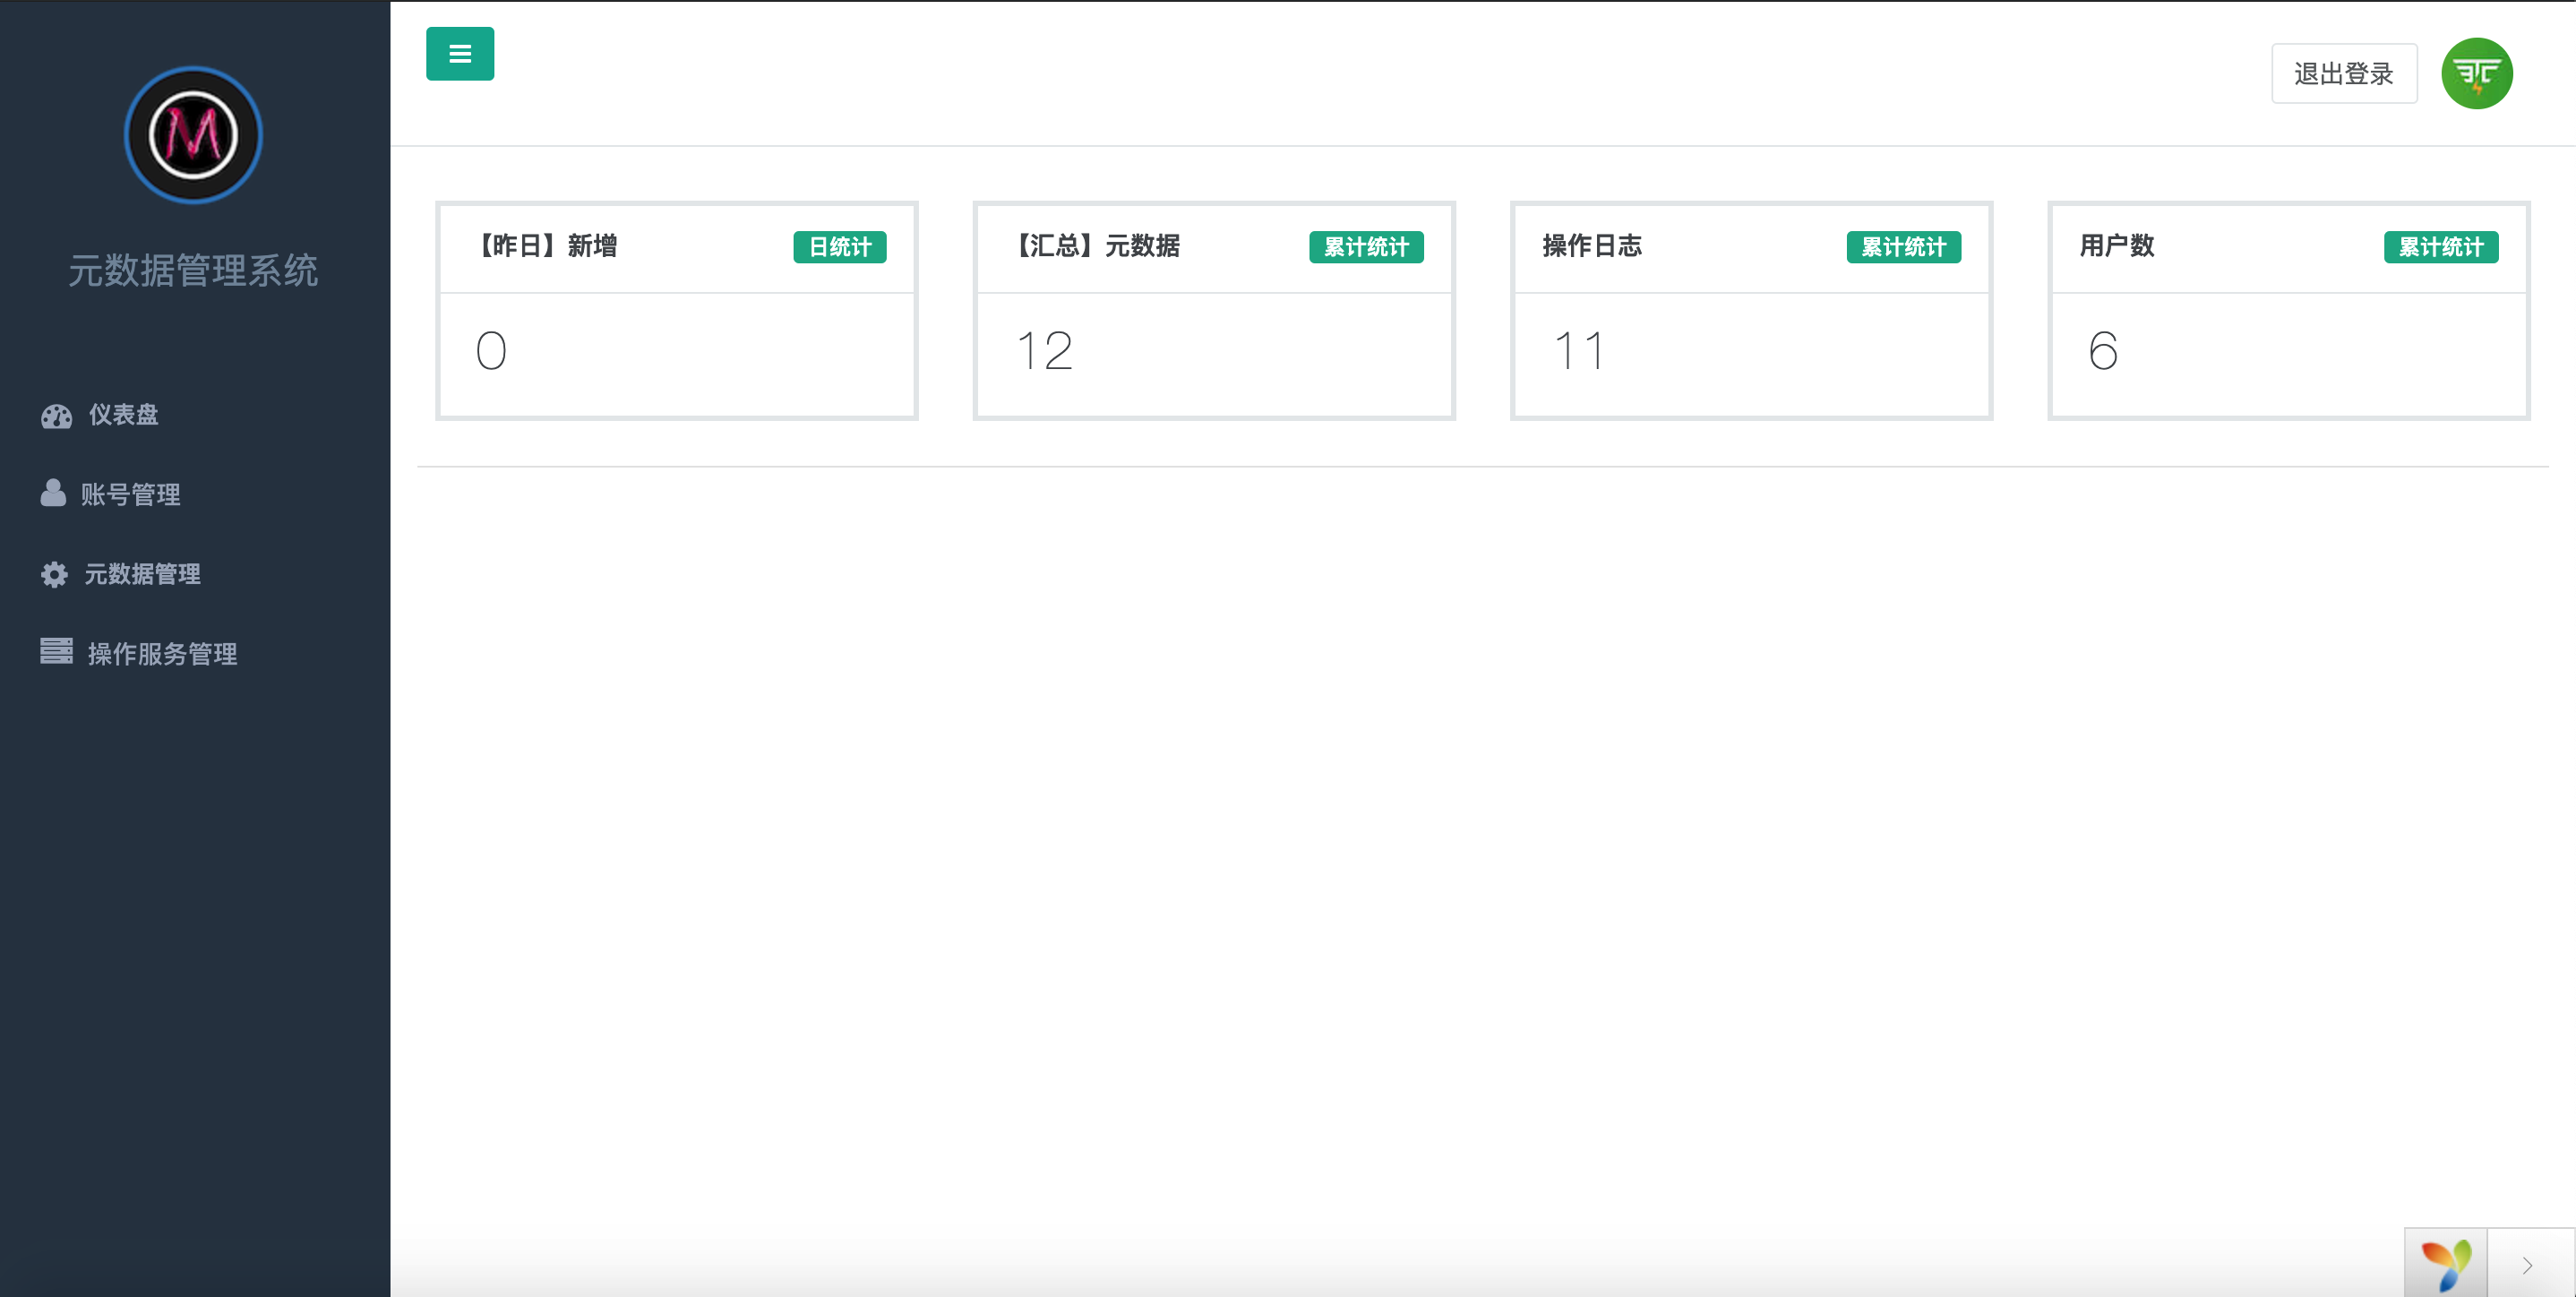 M
元数据管理系统
仪表盘
账号管理
元数据管理
操作服务管理
退出登录
【昨日】新增 日统计
0
【汇总】元数据 累计统计
12
操作日志 累计统计
11
用户数 累计统计
6